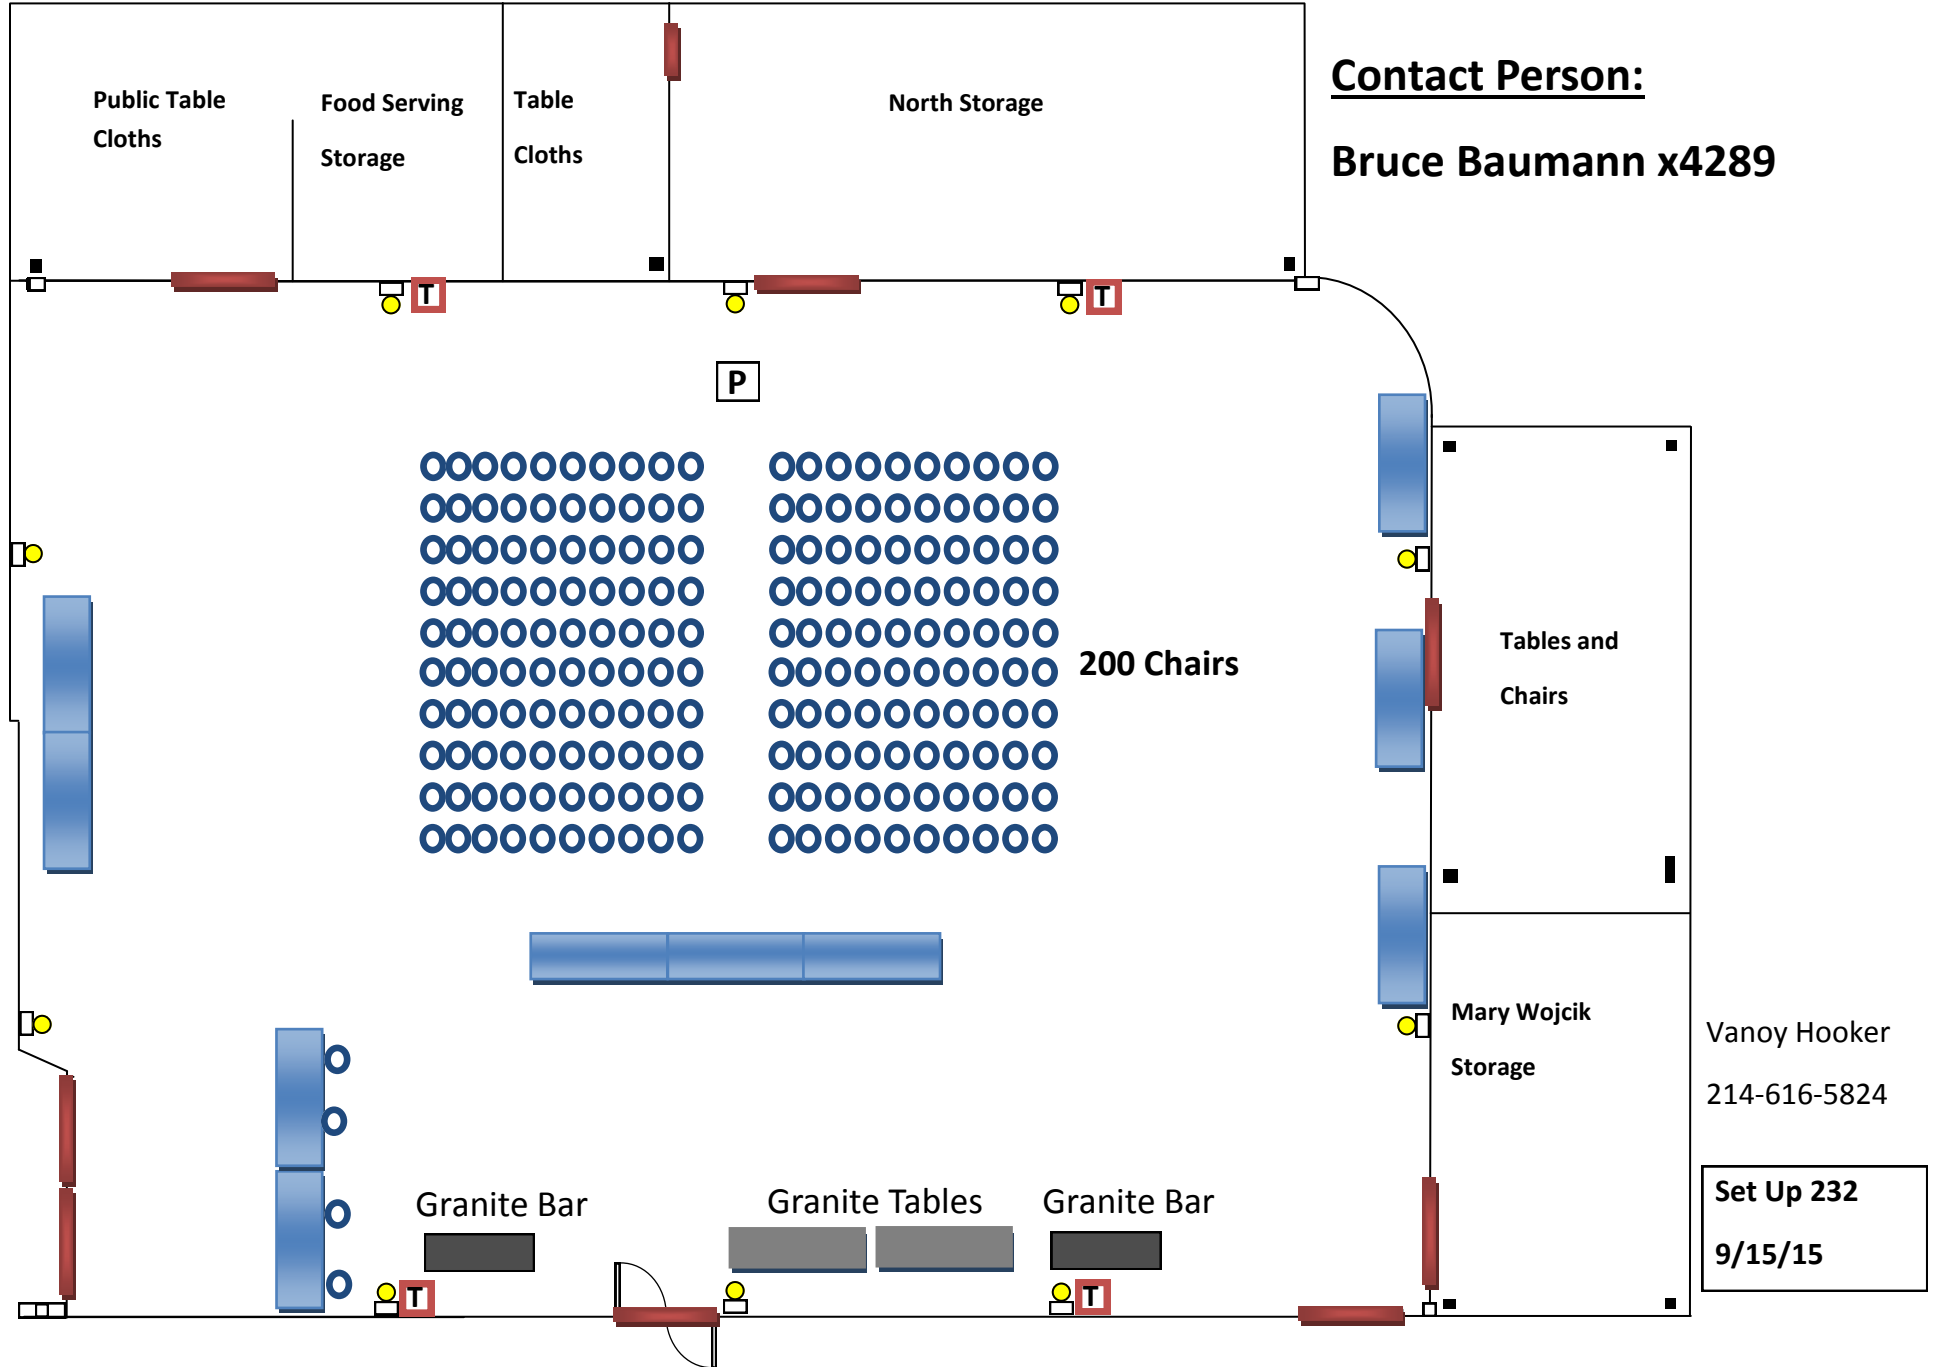 Public Table
Cloths
Food Serving
Storage
Table
Cloths
North Storage
Contact Person:
Bruce Baumann x4289
T
T
P
200 Chairs
Tables and
Chairs
Mary Wojcik
Storage
Vanoy Hooker
214-616-5824
Granite Bar
Granite Tables
Granite Bar
Set Up 232
9/15/15
T
T